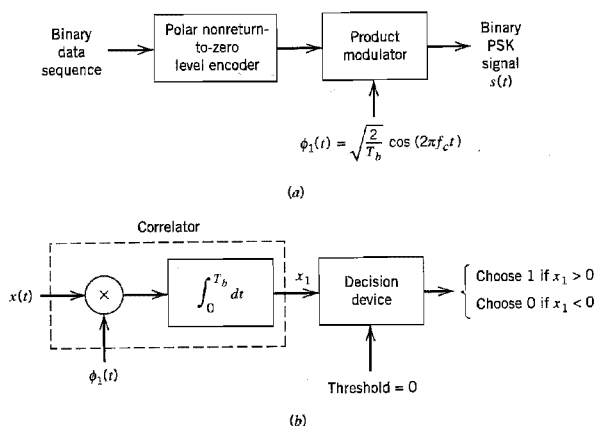 Binary
data
sequence
Polar nonreturn-
to-zero
level encoder
Product
modulator
Binary
PSK
signal
s(t)
ϕ₁(t) = √(2/T_b) cos (2πf_c t)
(a)
Correlator
x(t)
×
∫₀^{T_b} dt
x₁
Decision
device
Choose 1 if x₁ > 0
Choose 0 if x₁ < 0
ϕ₁(t)
Threshold = 0
(b)